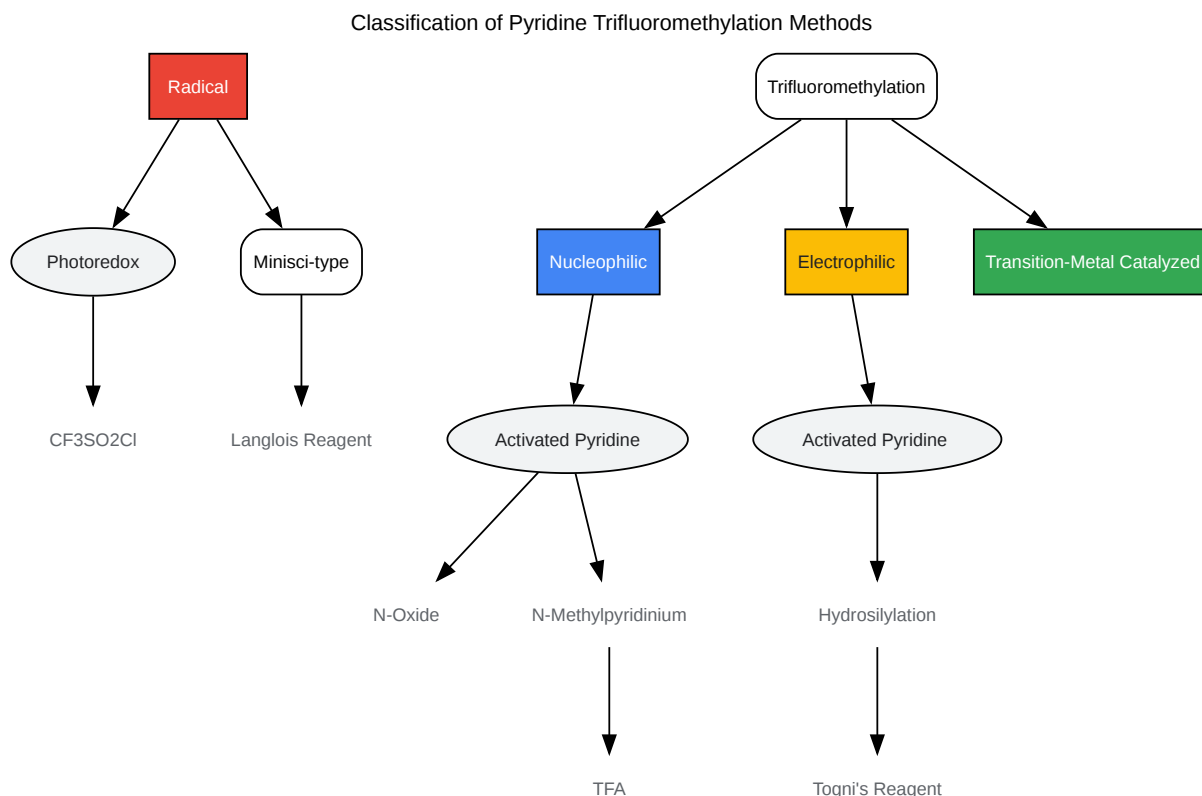 Classification of Pyridine Trifluoromethylation Methods
Radical
Trifluoromethylation
Photoredox
Minisci-type
Nucleophilic
Electrophilic
Transition-Metal Catalyzed
CF3SO2Cl
Langlois Reagent
Activated Pyridine
Activated Pyridine
N-Oxide
N-Methylpyridinium
Hydrosilylation
TFA
Togni's Reagent